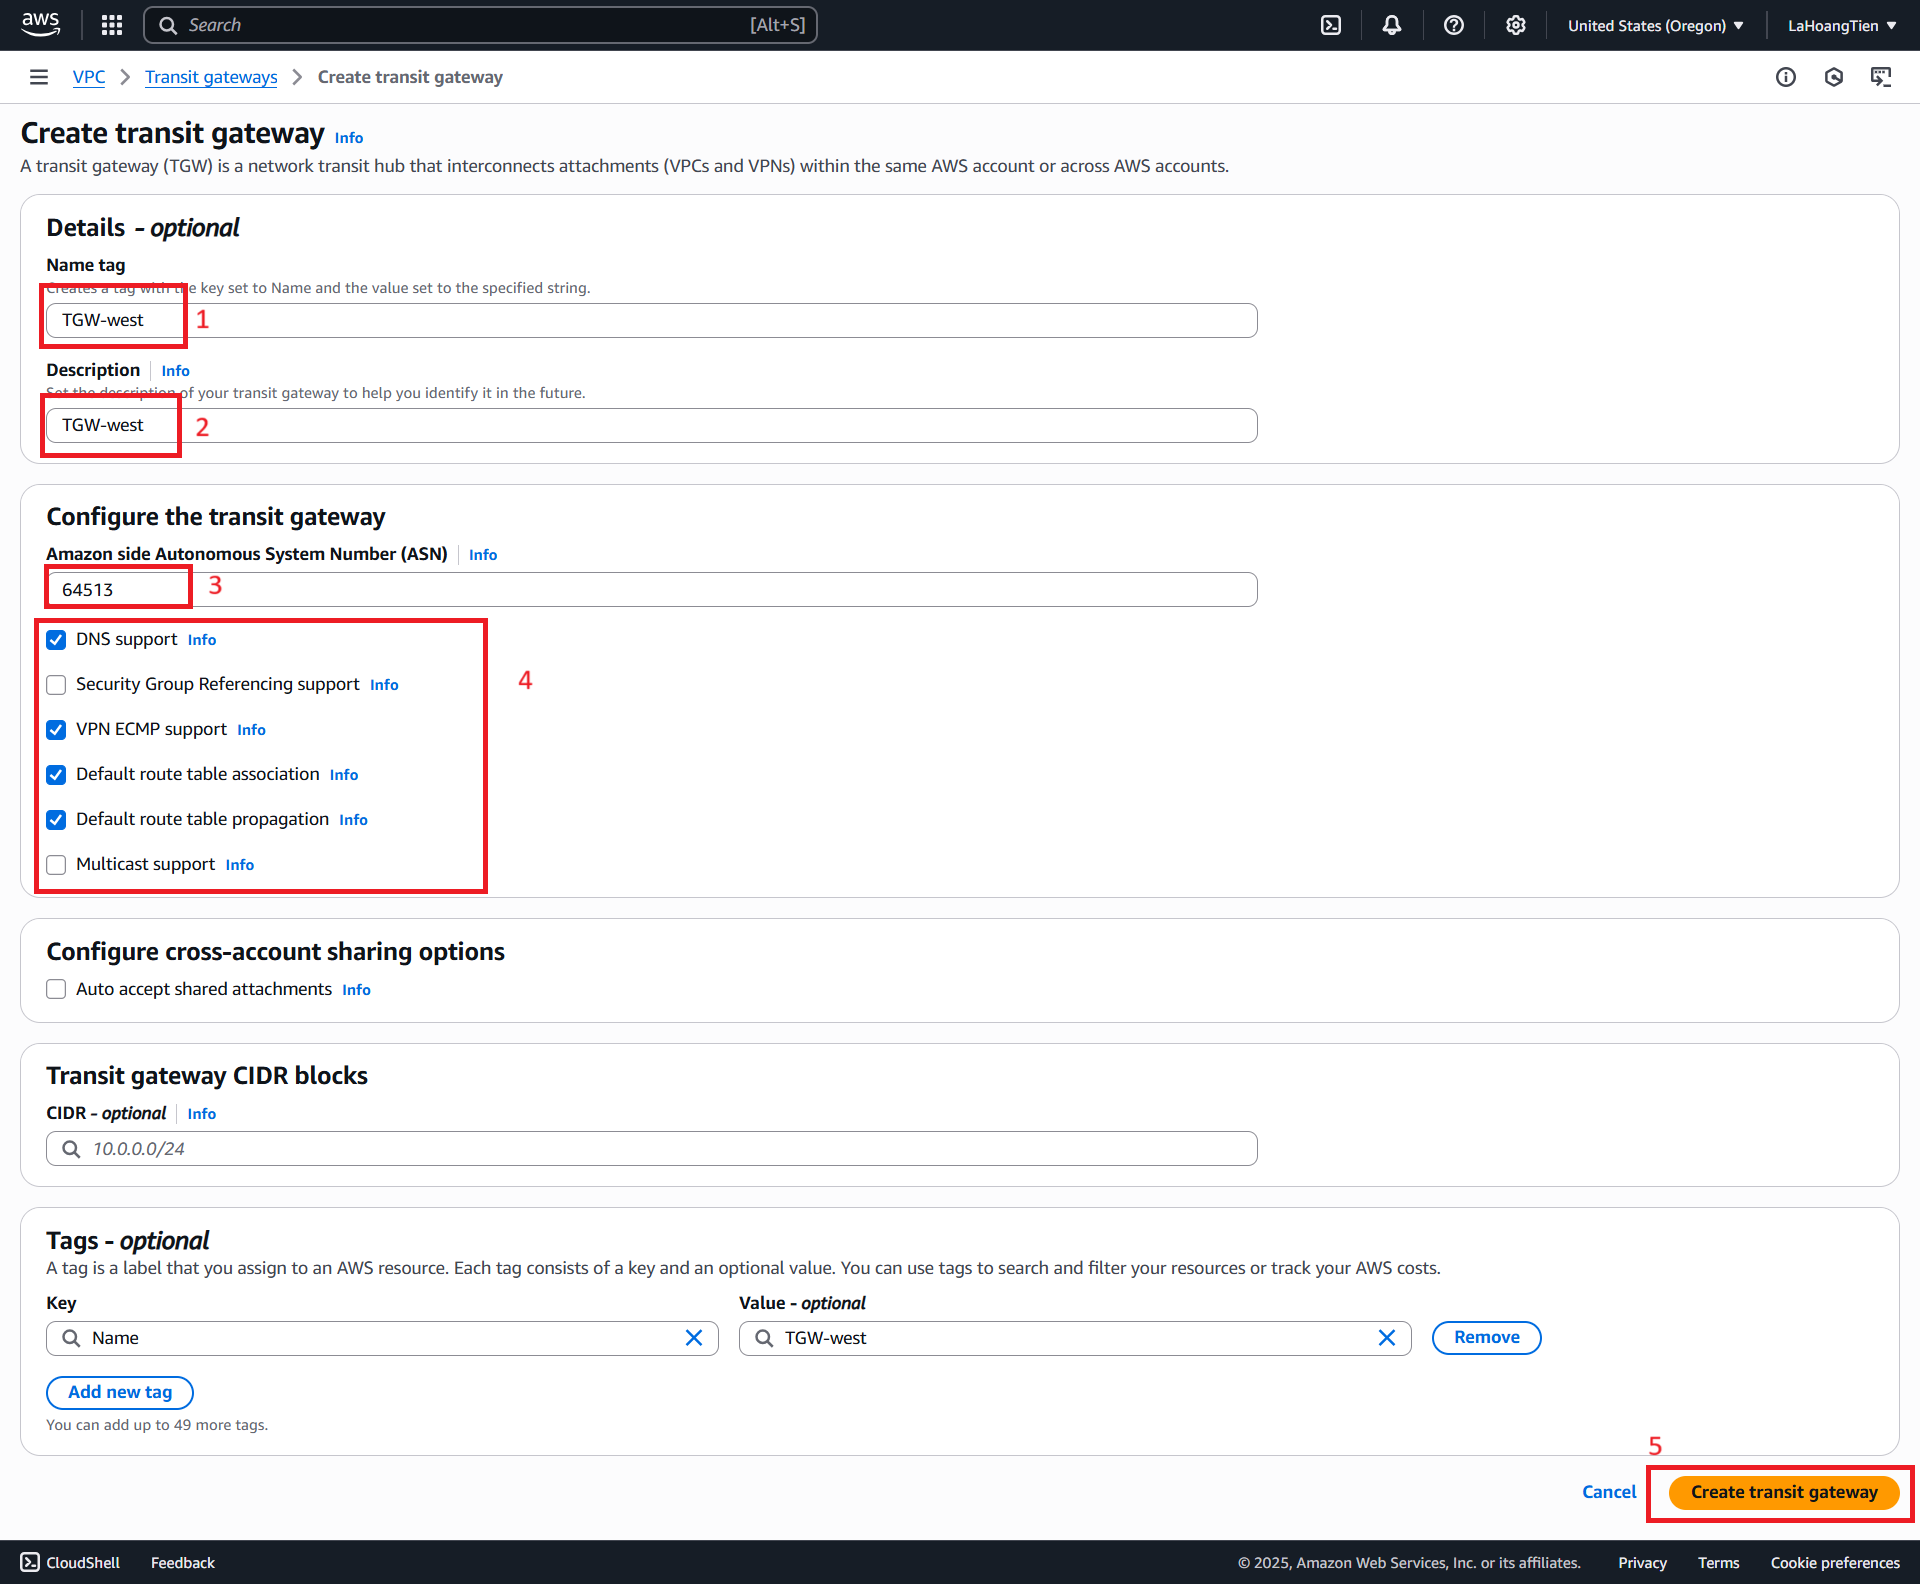 aws
Search [Alt+S]
United States (Oregon)
LaHoangTien
VPC
Transit gateways
Create transit gateway
Create transit gateway Info
A transit gateway (TGW) is a network transit hub that interconnects attachments (VPCs and VPNs) within the same AWS account or across AWS accounts.
Details - optional
Name tag
Creates a tag with the key set to Name and the value set to the specified string.
TGW-west 1
Description Info
Set the description of your transit gateway to help you identify it in the future.
TGW-west 2
Configure the transit gateway
Amazon side Autonomous System Number (ASN) Info
64513 3
DNS support Info
Security Group Referencing support Info
4
VPN ECMP support Info
Default route table association Info
Default route table propagation Info
Multicast support Info
Configure cross-account sharing options
Auto accept shared attachments Info
Transit gateway CIDR blocks
CIDR - optional Info
10.0.0.0/24
Tags - optional
A tag is a label that you assign to an AWS resource. Each tag consists of a key and an optional value. You can use tags to search and filter your resources or track your AWS costs.
Key Value - optional
Name TGW-west Remove
Add new tag
You can add up to 49 more tags.
5
Cancel Create transit gateway
CloudShell Feedback © 2025, Amazon Web Services, Inc. or its affiliates. Privacy Terms Cookie preferences